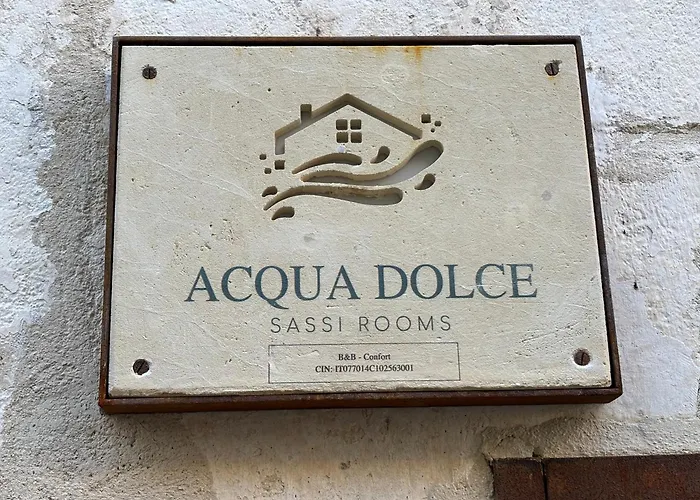 ACQUA DOLCE
SASSI ROOMS
B&B - Confort
CIN: IT077014C102563001